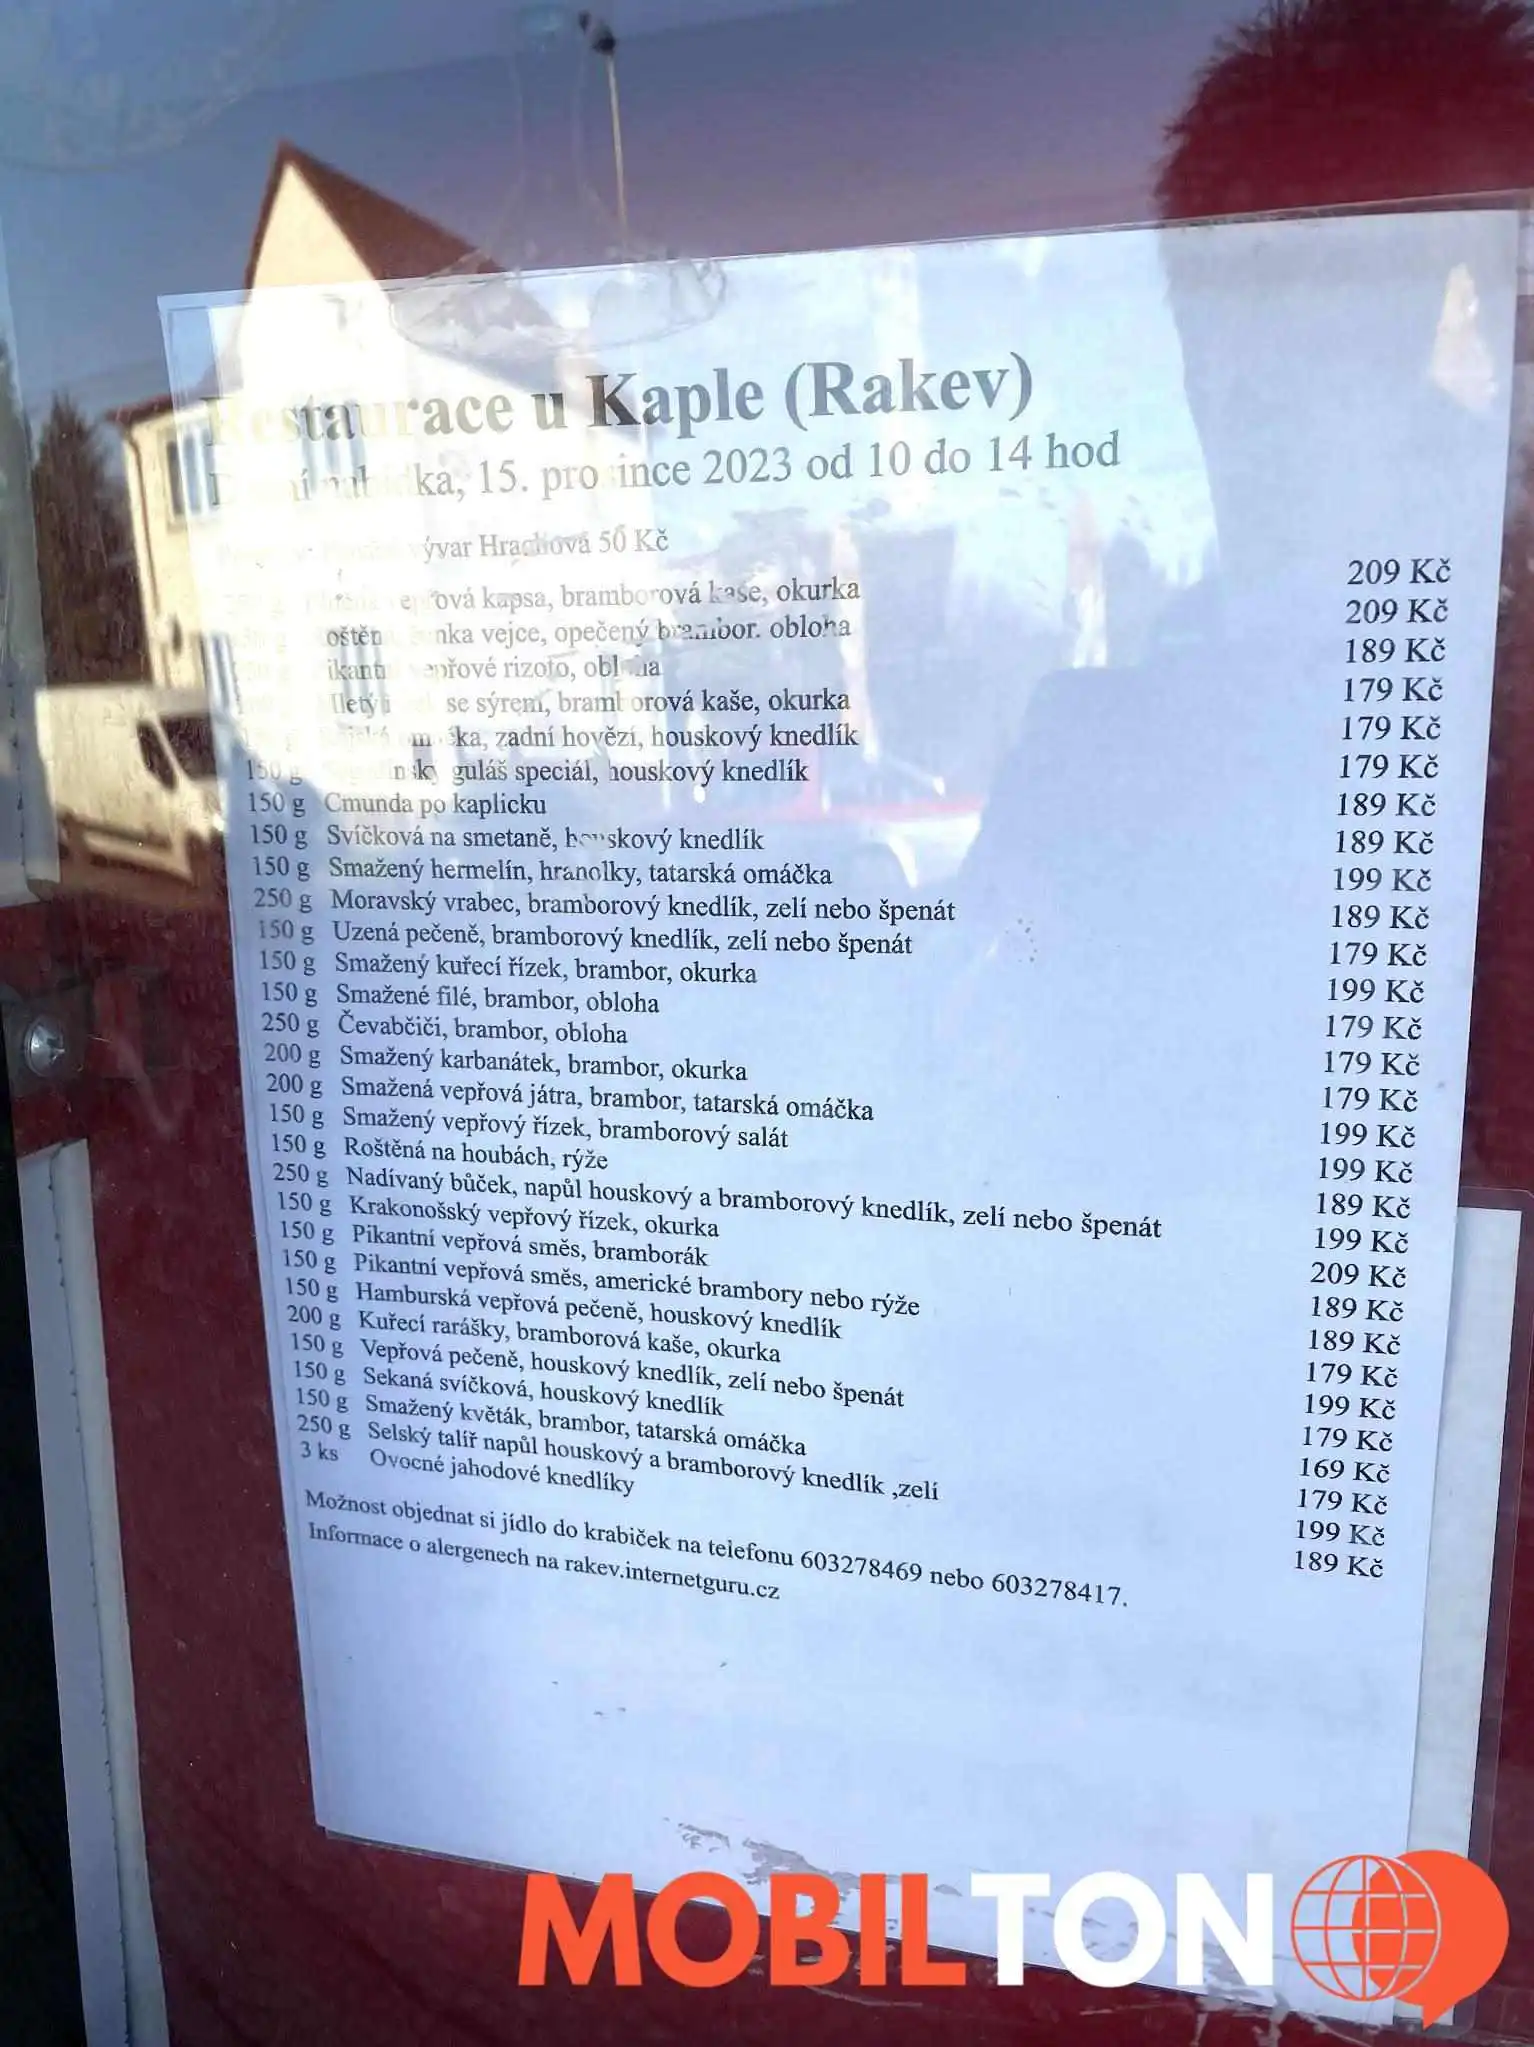 Restaurace u Kaple (Rakev)
Denní nabídka, 15. prosince 2023 od 10 do 14 hod
vývar Hrachová 50 Kč
vepřová kapsa, bramborová kaše, okurka 209 Kč
vejce, opečený brambor. obloha 209 Kč
Pikantní vepřové rizoto, obloha 189 Kč
Mletý se sýrem, bramborová kaše, okurka 179 Kč
zadní hovězí, houskový knedlík 179 Kč
150 g guláš speciál, houskový knedlík 179 Kč
150 g Cmunda po kaplicku 189 Kč
150 g Svíčková na smetaně, houskový knedlík 189 Kč
150 g Smažený hermelín, hranolky, tatarská omáčka 199 Kč
250 g Moravský vrabec, bramborový knedlík, zelí nebo špenát 189 Kč
150 g Uzená pečeně, bramborový knedlík, zelí nebo špenát 179 Kč
150 g Smažený kuřecí řízek, brambor, okurka 199 Kč
150 g Smažené filé, brambor, obloha 179 Kč
250 g Čevabčiči, brambor, obloha 179 Kč
200 g Smažený karbanátek, brambor, okurka 179 Kč
200 g Smažená vepřová játra, brambor, tatarská omáčka 199 Kč
150 g Smažený vepřový řízek, bramborový salát 199 Kč
150 g Roštěná na houbách, rýže 189 Kč
250 g Nadívaný bůček, napůl houskový a bramborový knedlík, zelí nebo špenát 199 Kč
150 g Krakonošský vepřový řízek, okurka 209 Kč
150 g Pikantní vepřová směs, bramborák 189 Kč
150 g Pikantní vepřová směs, americké brambory nebo rýže 189 Kč
150 g Hamburská vepřová pečeně, houskový knedlík 179 Kč
200 g Kuřecí rarášky, bramborová kaše, okurka 199 Kč
150 g Vepřová pečeně, houskový knedlík, zelí nebo špenát 179 Kč
150 g Sekaná svíčková, houskový knedlík 169 Kč
150 g Smažený květák, brambor, tatarská omáčka 179 Kč
250 g Selský talíř napůl houskový a bramborový knedlík ,zelí 199 Kč
3 ks Ovocné jahodové knedlíky 189 Kč
Možnost objednat si jídlo do krabiček na telefonu 603278469 nebo 603278417.
Informace o alergenech na rakev.internetguru.cz
MOBILTON